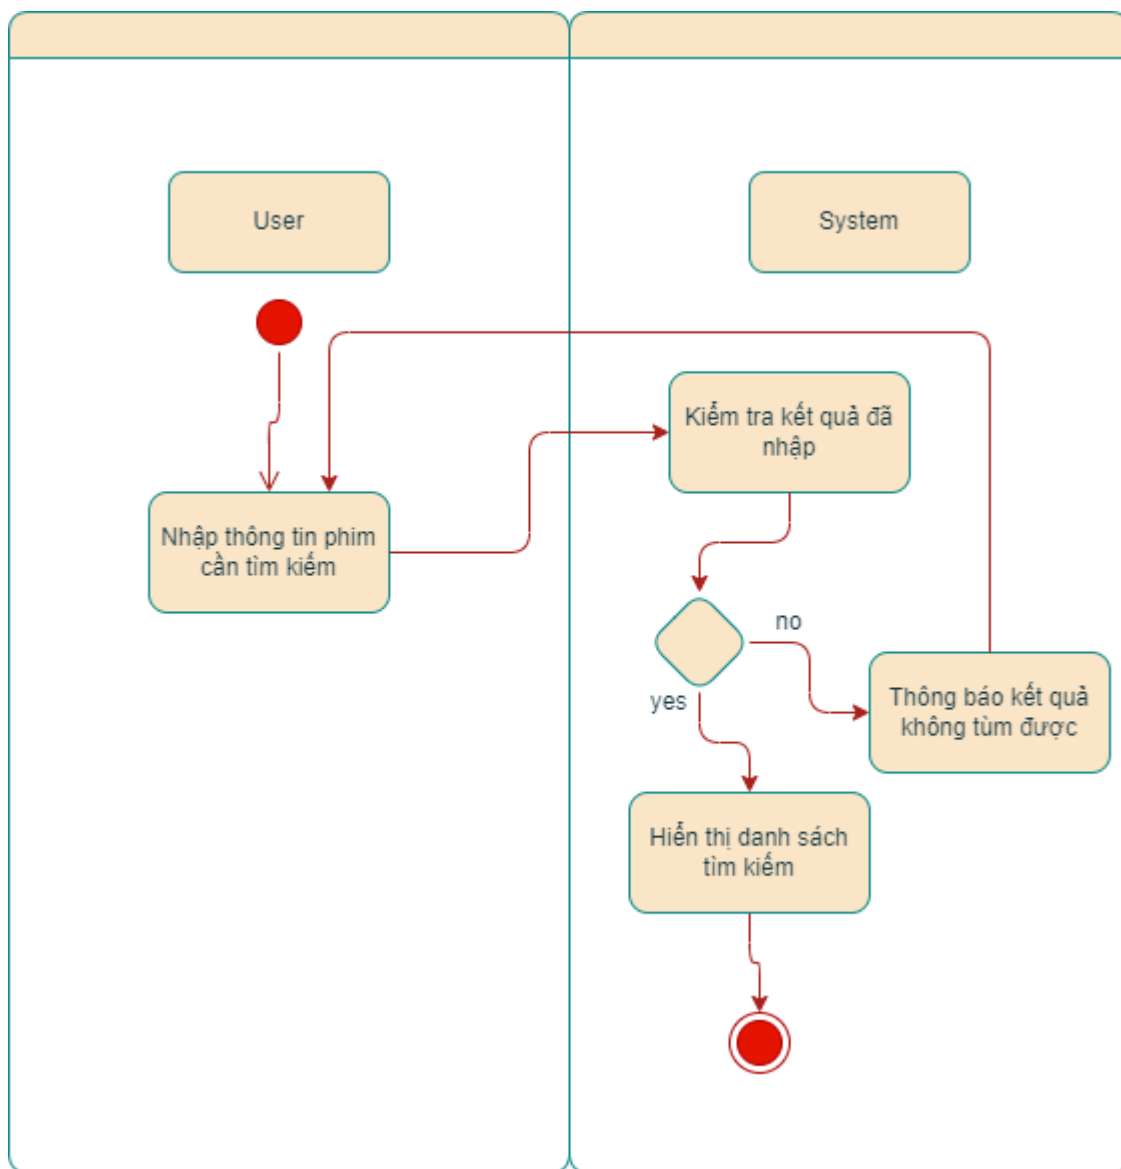 User
System
Kiểm tra kết quả đã
nhập
Nhập thông tin phim
cần tìm kiếm
no
yes
Thông báo kết quả
không tùm được
Hiển thị danh sách
tìm kiếm